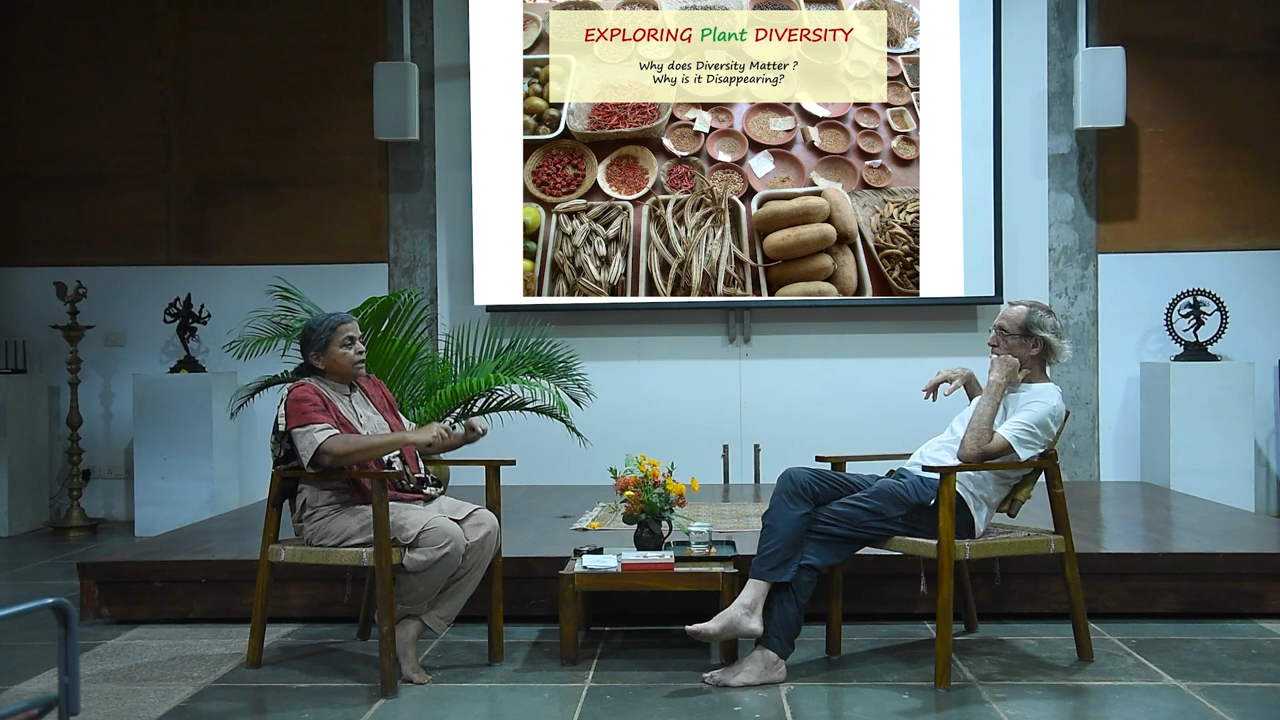 EXPLORING Plant DIVERSITY
Why does Diversity Matter ?
Why is it Disappearing?